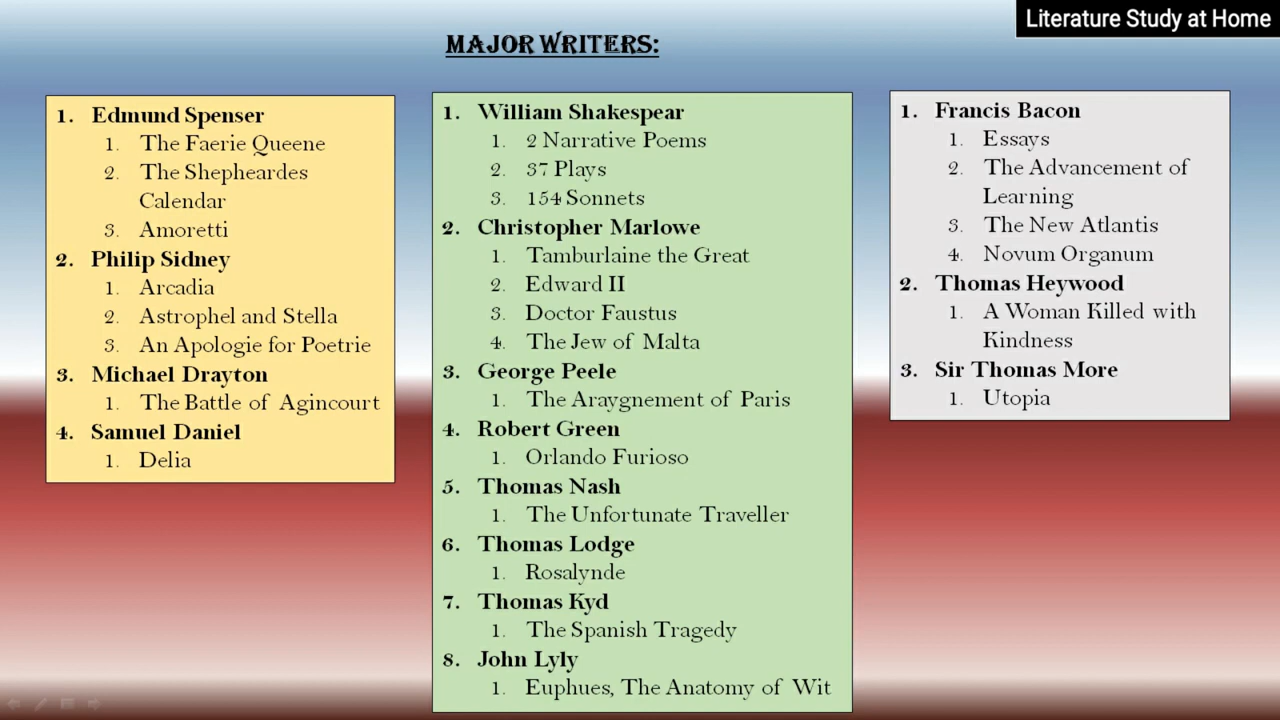 Literature Study at Home
MAJOR WRITERS:
1. Edmund Spenser
1. The Faerie Queene
2. The Shepheardes
Calendar
3. Amoretti
2. Philip Sidney
1. Arcadia
2. Astrophel and Stella
3. An Apologie for Poetrie
3. Michael Drayton
1. The Battle of Agincourt
4. Samuel Daniel
1. Delia
1. William Shakespear
1. 2 Narrative Poems
2. 37 Plays
3. 154 Sonnets
2. Christopher Marlowe
1. Tamburlaine the Great
2. Edward II
3. Doctor Faustus
4. The Jew of Malta
3. George Peele
1. The Araygnement of Paris
4. Robert Green
1. Orlando Furioso
5. Thomas Nash
1. The Unfortunate Traveller
6. Thomas Lodge
1. Rosalynde
7. Thomas Kyd
1. The Spanish Tragedy
8. John Lyly
1. Euphues, The Anatomy of Wit
1. Francis Bacon
1. Essays
2. The Advancement of
Learning
3. The New Atlantis
4. Novum Organum
2. Thomas Heywood
1. A Woman Killed with
Kindness
3. Sir Thomas More
1. Utopia